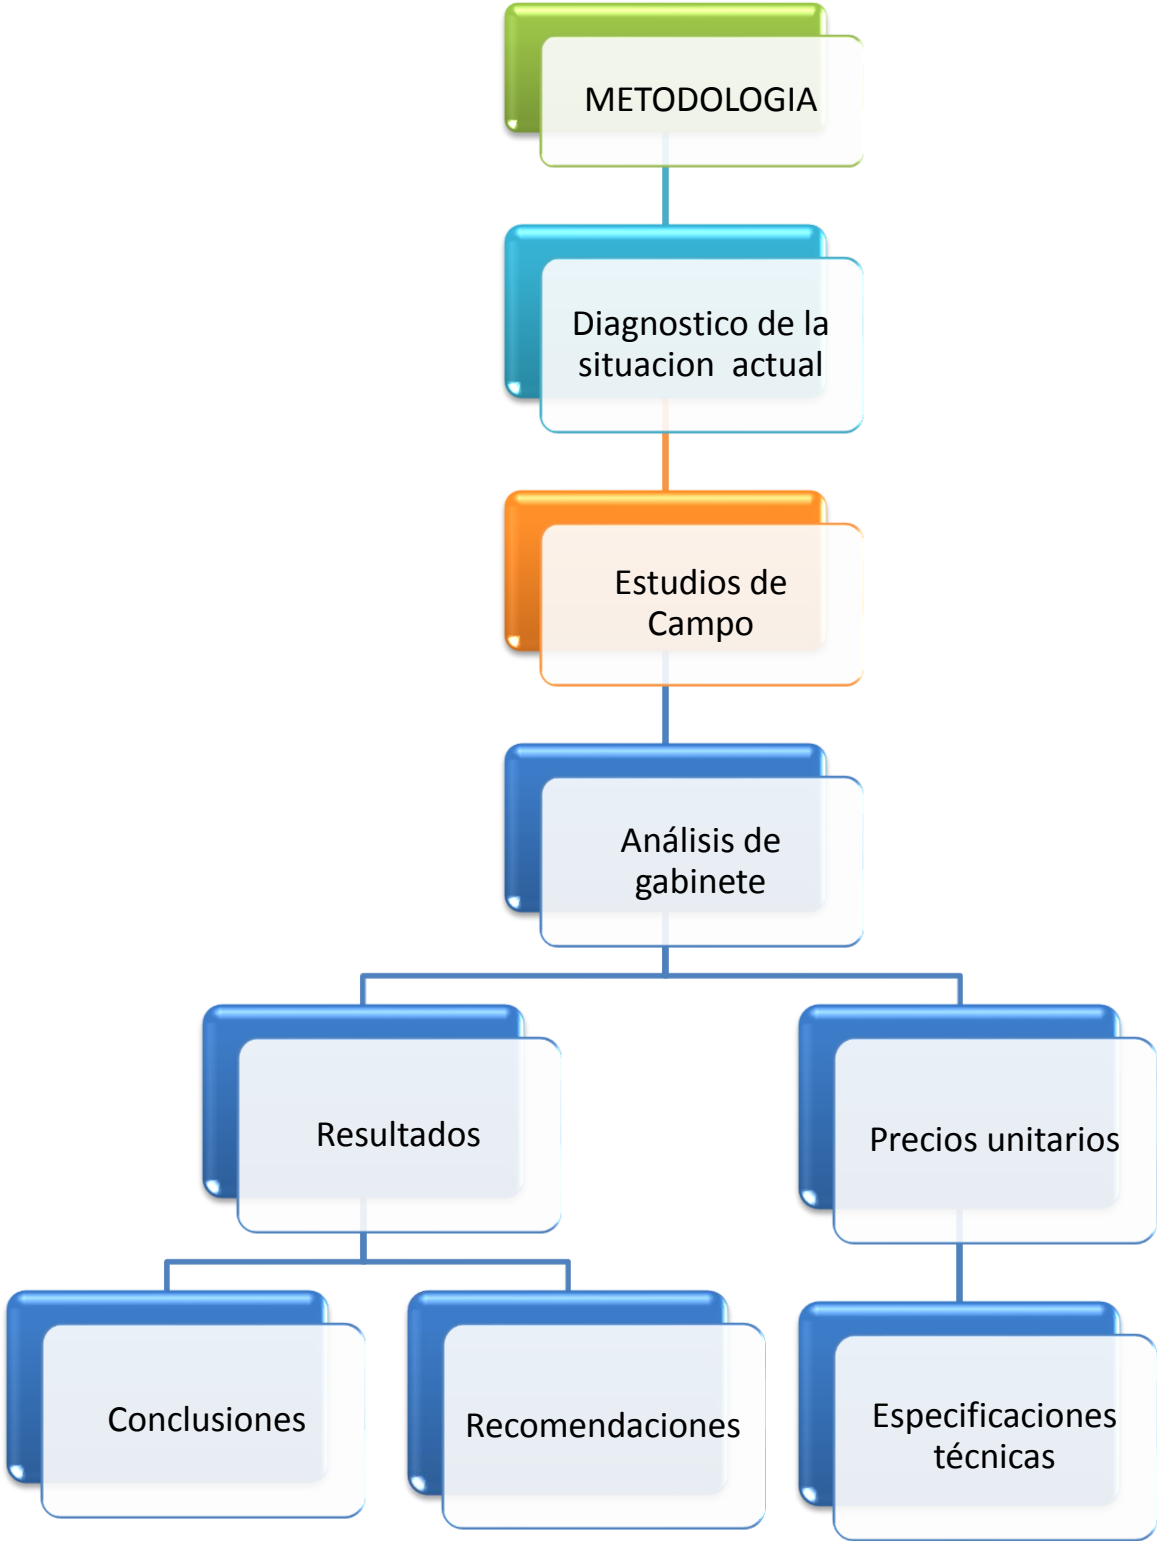 METODOLOGIA
Diagnostico de la
situacion actual
Estudios de
Campo
Análisis de
gabinete
Resultados
Precios unitarios
Conclusiones
Recomendaciones
Especificaciones
técnicas